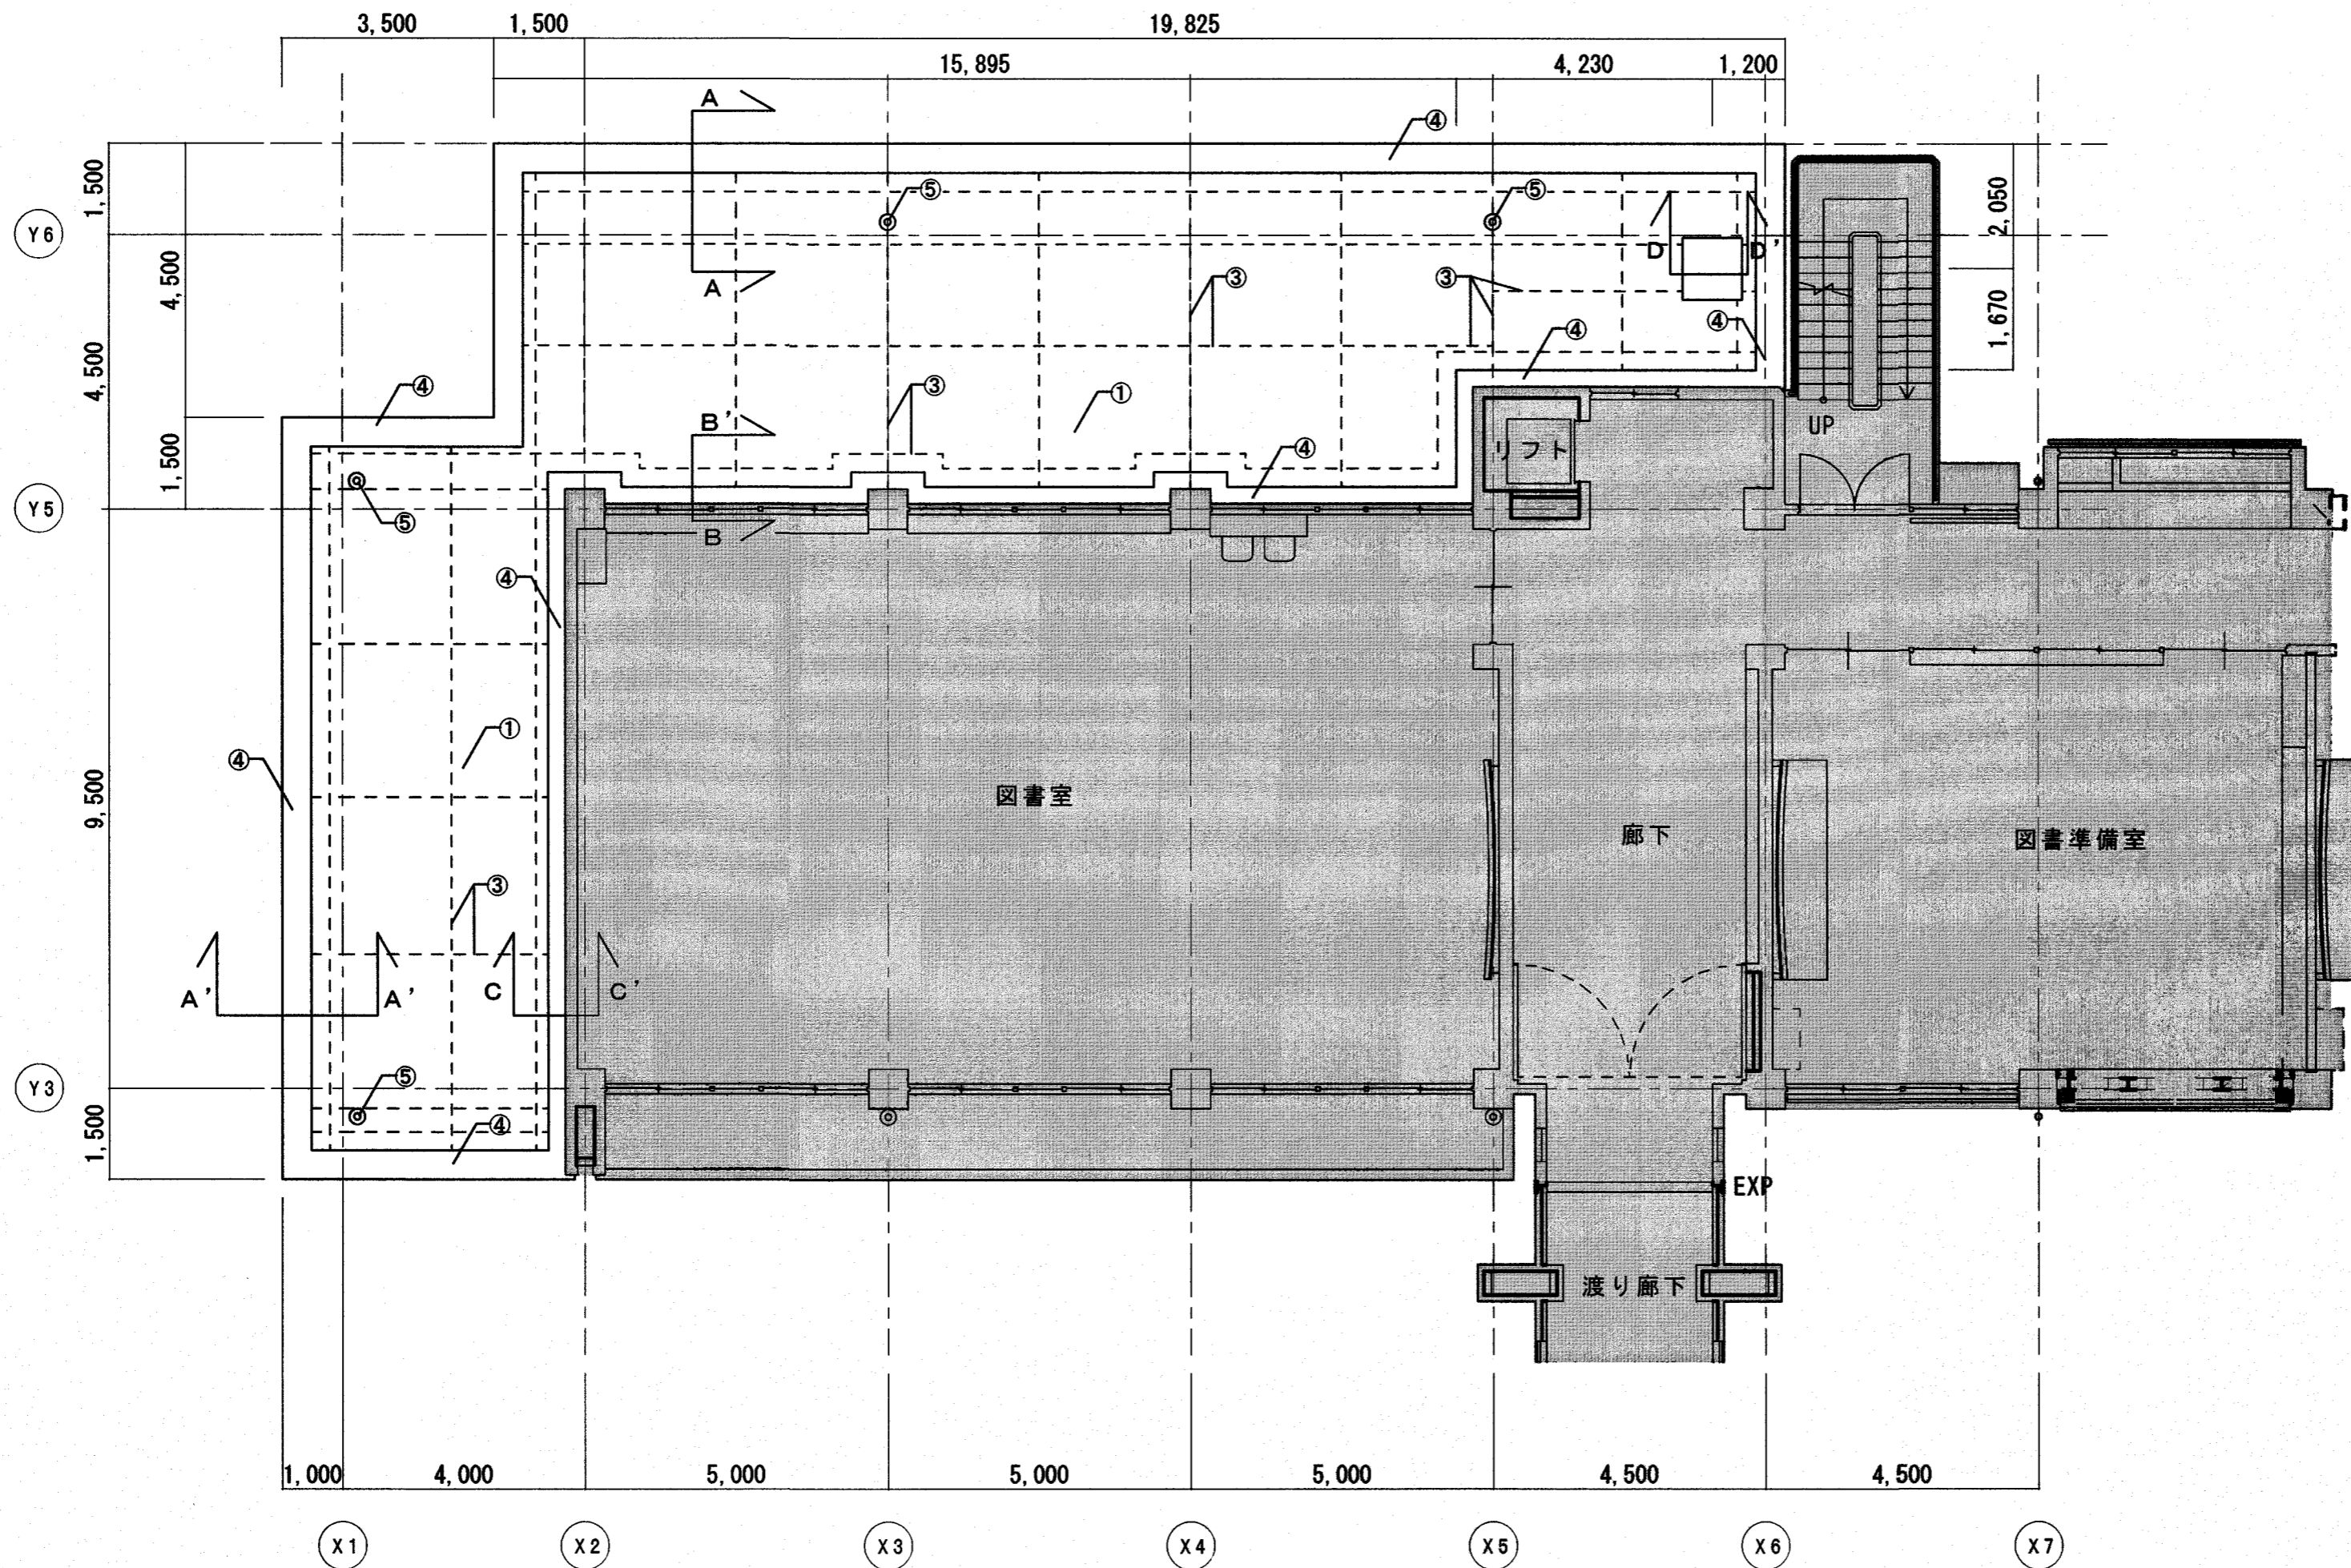 3,500 1,500 19,825
15,895 4,230 1,200
A
④
1,500
⑤ ⑤
2,050
Y6
D D'
4,500
A
③ ③
④ ④
1,670
4,500
④ ③ ①
B'
UP
④
リフト
1,500
Y5
⑤
B
④
①
④
9,500
図書室
廊下
図書準備室
③
A' A' C C'
⑤
Y3
④
1,500
EXP
渡り廊下
1,000 4,000 5,000 5,000 5,000 4,500 4,500
X1 X2 X3 X4 X5 X6 X7